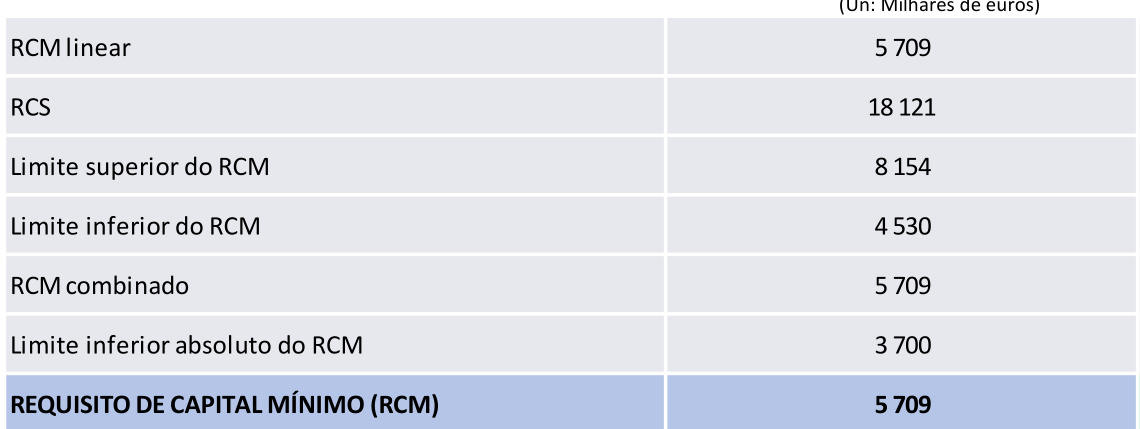 (Un: Milhares de euros)
RCM linear 5 709
RCS 18 121
Limite superior do RCM 8 154
Limite inferior do RCM 4 530
RCM combinado 5 709
Limite inferior absoluto do RCM 3 700
REQUISITO DE CAPITAL MÍNIMO (RCM) 5 709